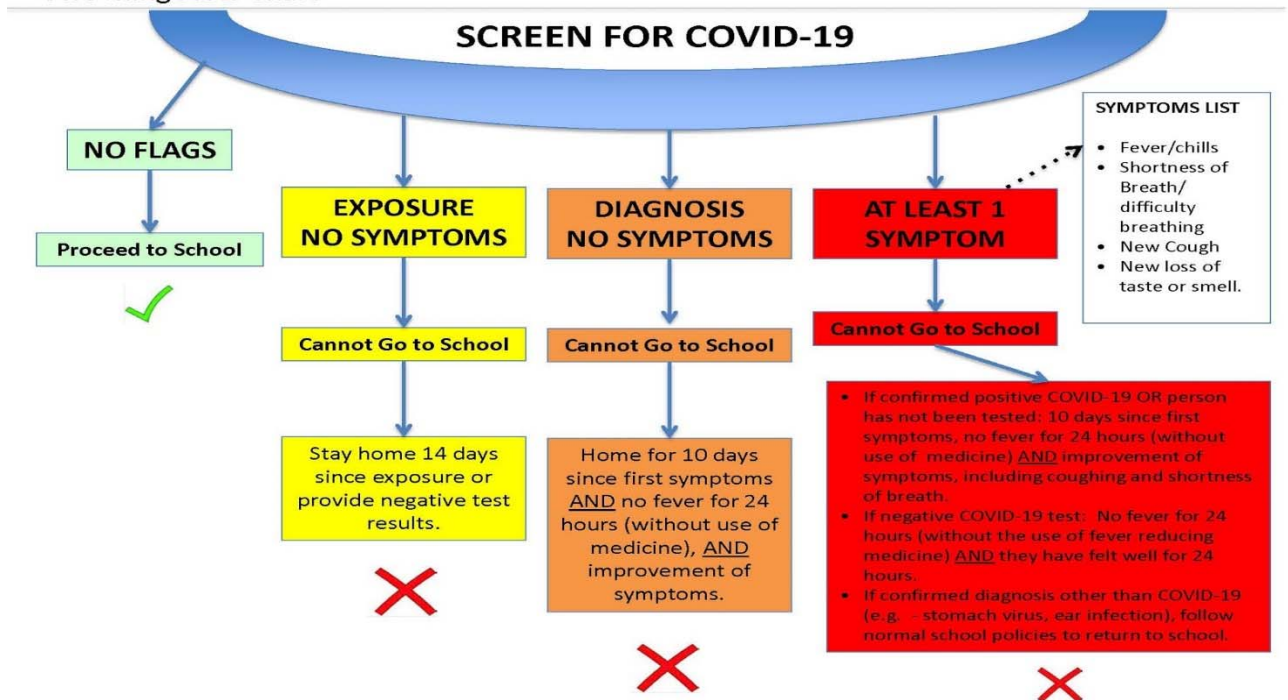 SCREEN FOR COVID-19
NO FLAGS
Proceed to School
EXPOSURE
NO SYMPTOMS
Cannot Go to School
Stay home 14 days
since exposure or
provide negative test
results.
DIAGNOSIS
NO SYMPTOMS
Cannot Go to School
Home for 10 days
since first symptoms
AND no fever for 24
hours (without use of
medicine), AND
improvement of
symptoms.
AT LEAST 1
SYMPTOM
Cannot Go to School
• If confirmed positive COVID-19 OR person
has not been tested: 10 days since first
symptoms, no fever for 24 hours (without
use of medicine) AND improvement of
symptoms, including coughing and shortness
of breath.
• If negative COVID-19 test: No fever for 24
hours (without the use of fever reducing
medicine) AND they have felt well for 24
hours.
• If confirmed diagnosis other than COVID-19
(e.g. - stomach virus, ear infection), follow
normal school policies to return to school.
SYMPTOMS LIST
• Fever/chills
• Shortness of
Breath/
difficulty
breathing
• New Cough
• New loss of
taste or smell.